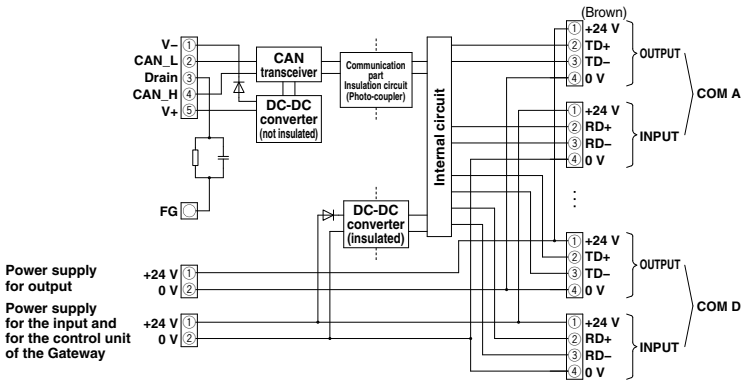 V− ①
CAN_L ②
Drain ③
CAN_H ④
V+ ⑤
FG
CAN
transceiver
DC-DC
converter
(not insulated)
Communication
part
Insulation circuit
(Photo-coupler)
Internal circuit
DC-DC
converter
(insulated)
Power supply
for output
+24 V ①
0 V ②
Power supply
for the input and
for the control unit
of the Gateway
+24 V ①
0 V ②
(Brown)
① +24 V
② TD+
③ TD−
④ 0 V
OUTPUT
① +24 V
② RD+
③ RD−
④ 0 V
INPUT
COM A
① +24 V
② TD+
③ TD−
④ 0 V
OUTPUT
① +24 V
② RD+
③ RD−
④ 0 V
INPUT
COM D